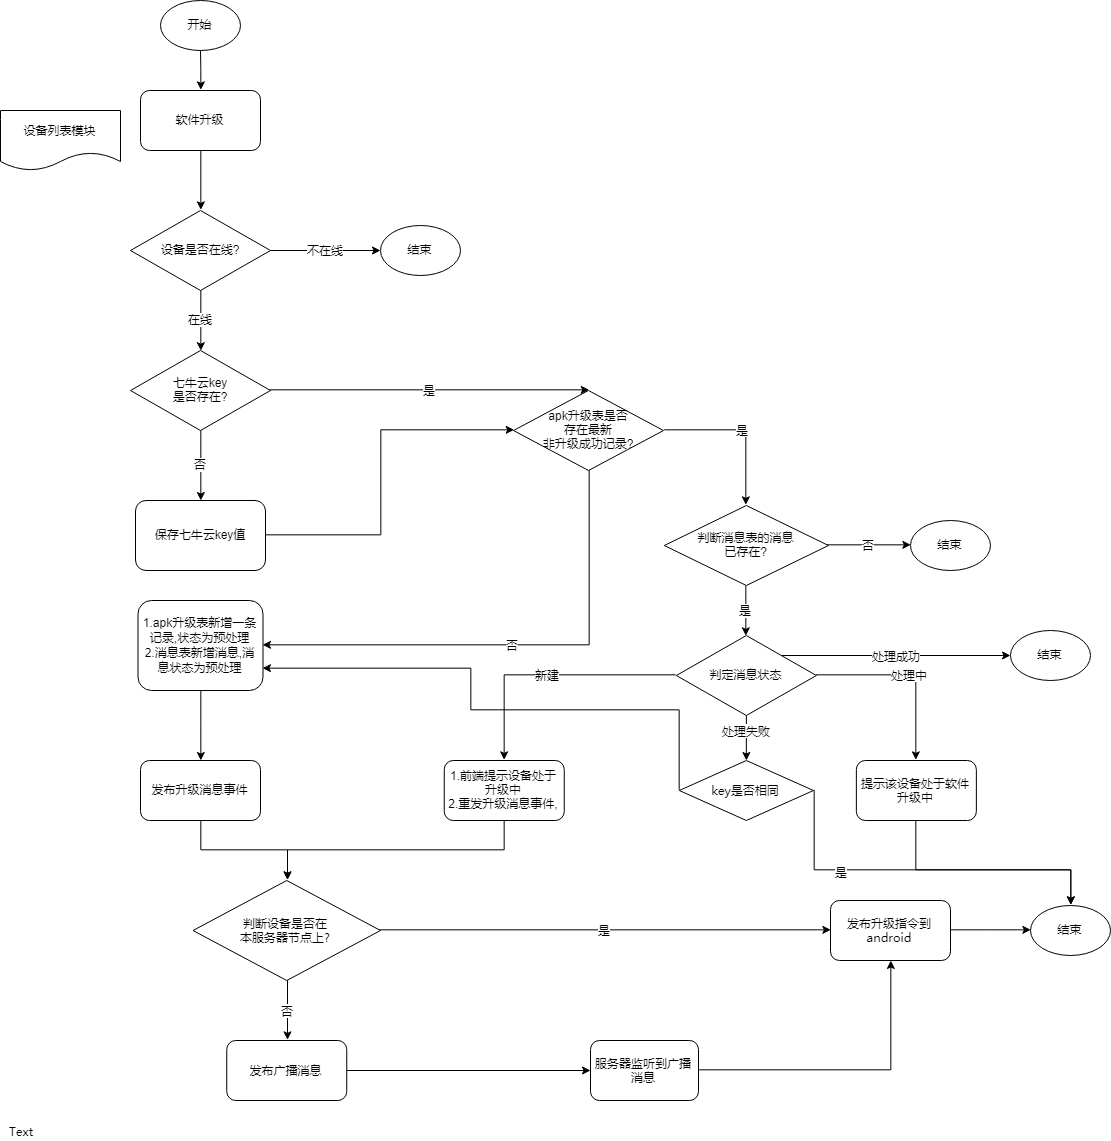 开始
软件升级
设备列表模块
设备是否在线?
不在线
结束
在线
七牛云key
是否存在?
是
apk升级表是否
存在最新
非升级成功记录?
是
否
保存七牛云key值
判断消息表的消息
已存在?
否
结束
是
1.apk升级表新增一条
记录,状态为预处理
2.消息表新增消息,消
息状态为预处理
否
处理成功
结束
新建
判定消息状态
处理中
处理失败
发布升级消息事件
1.前端提示设备处于
升级中
2.重发升级消息事件,
key是否相同
提示该设备处于软件
升级中
是
判断设备是否在
本服务器节点上?
是
发布升级指令到
android
结束
否
发布广播消息
服务器监听到广播
消息
Text